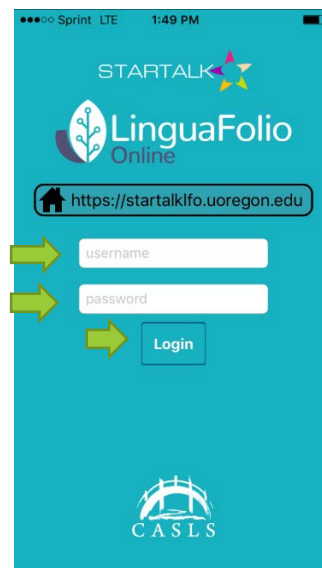 Sprint LTE 1:49 PM
STARTALK
LinguaFolio
Online
https://startalklfo.uoregon.edu
username
password
Login
CASLS